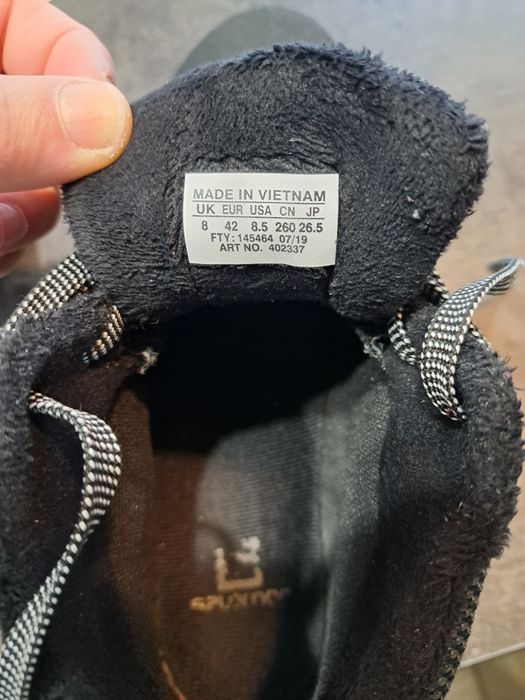 MADE IN VIETNAM
UK EUR USA CN JP
8 42 8.5 260 26.5
FTY: 145464 07/19
ART NO. 402337